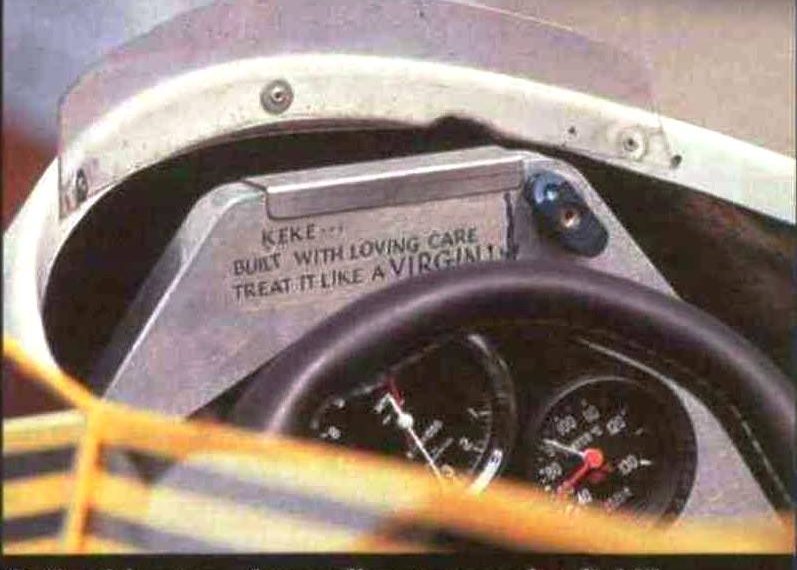 KEKE...
BUILT WITH LOVING CARE
TREAT IT LIKE A VIRGIN!